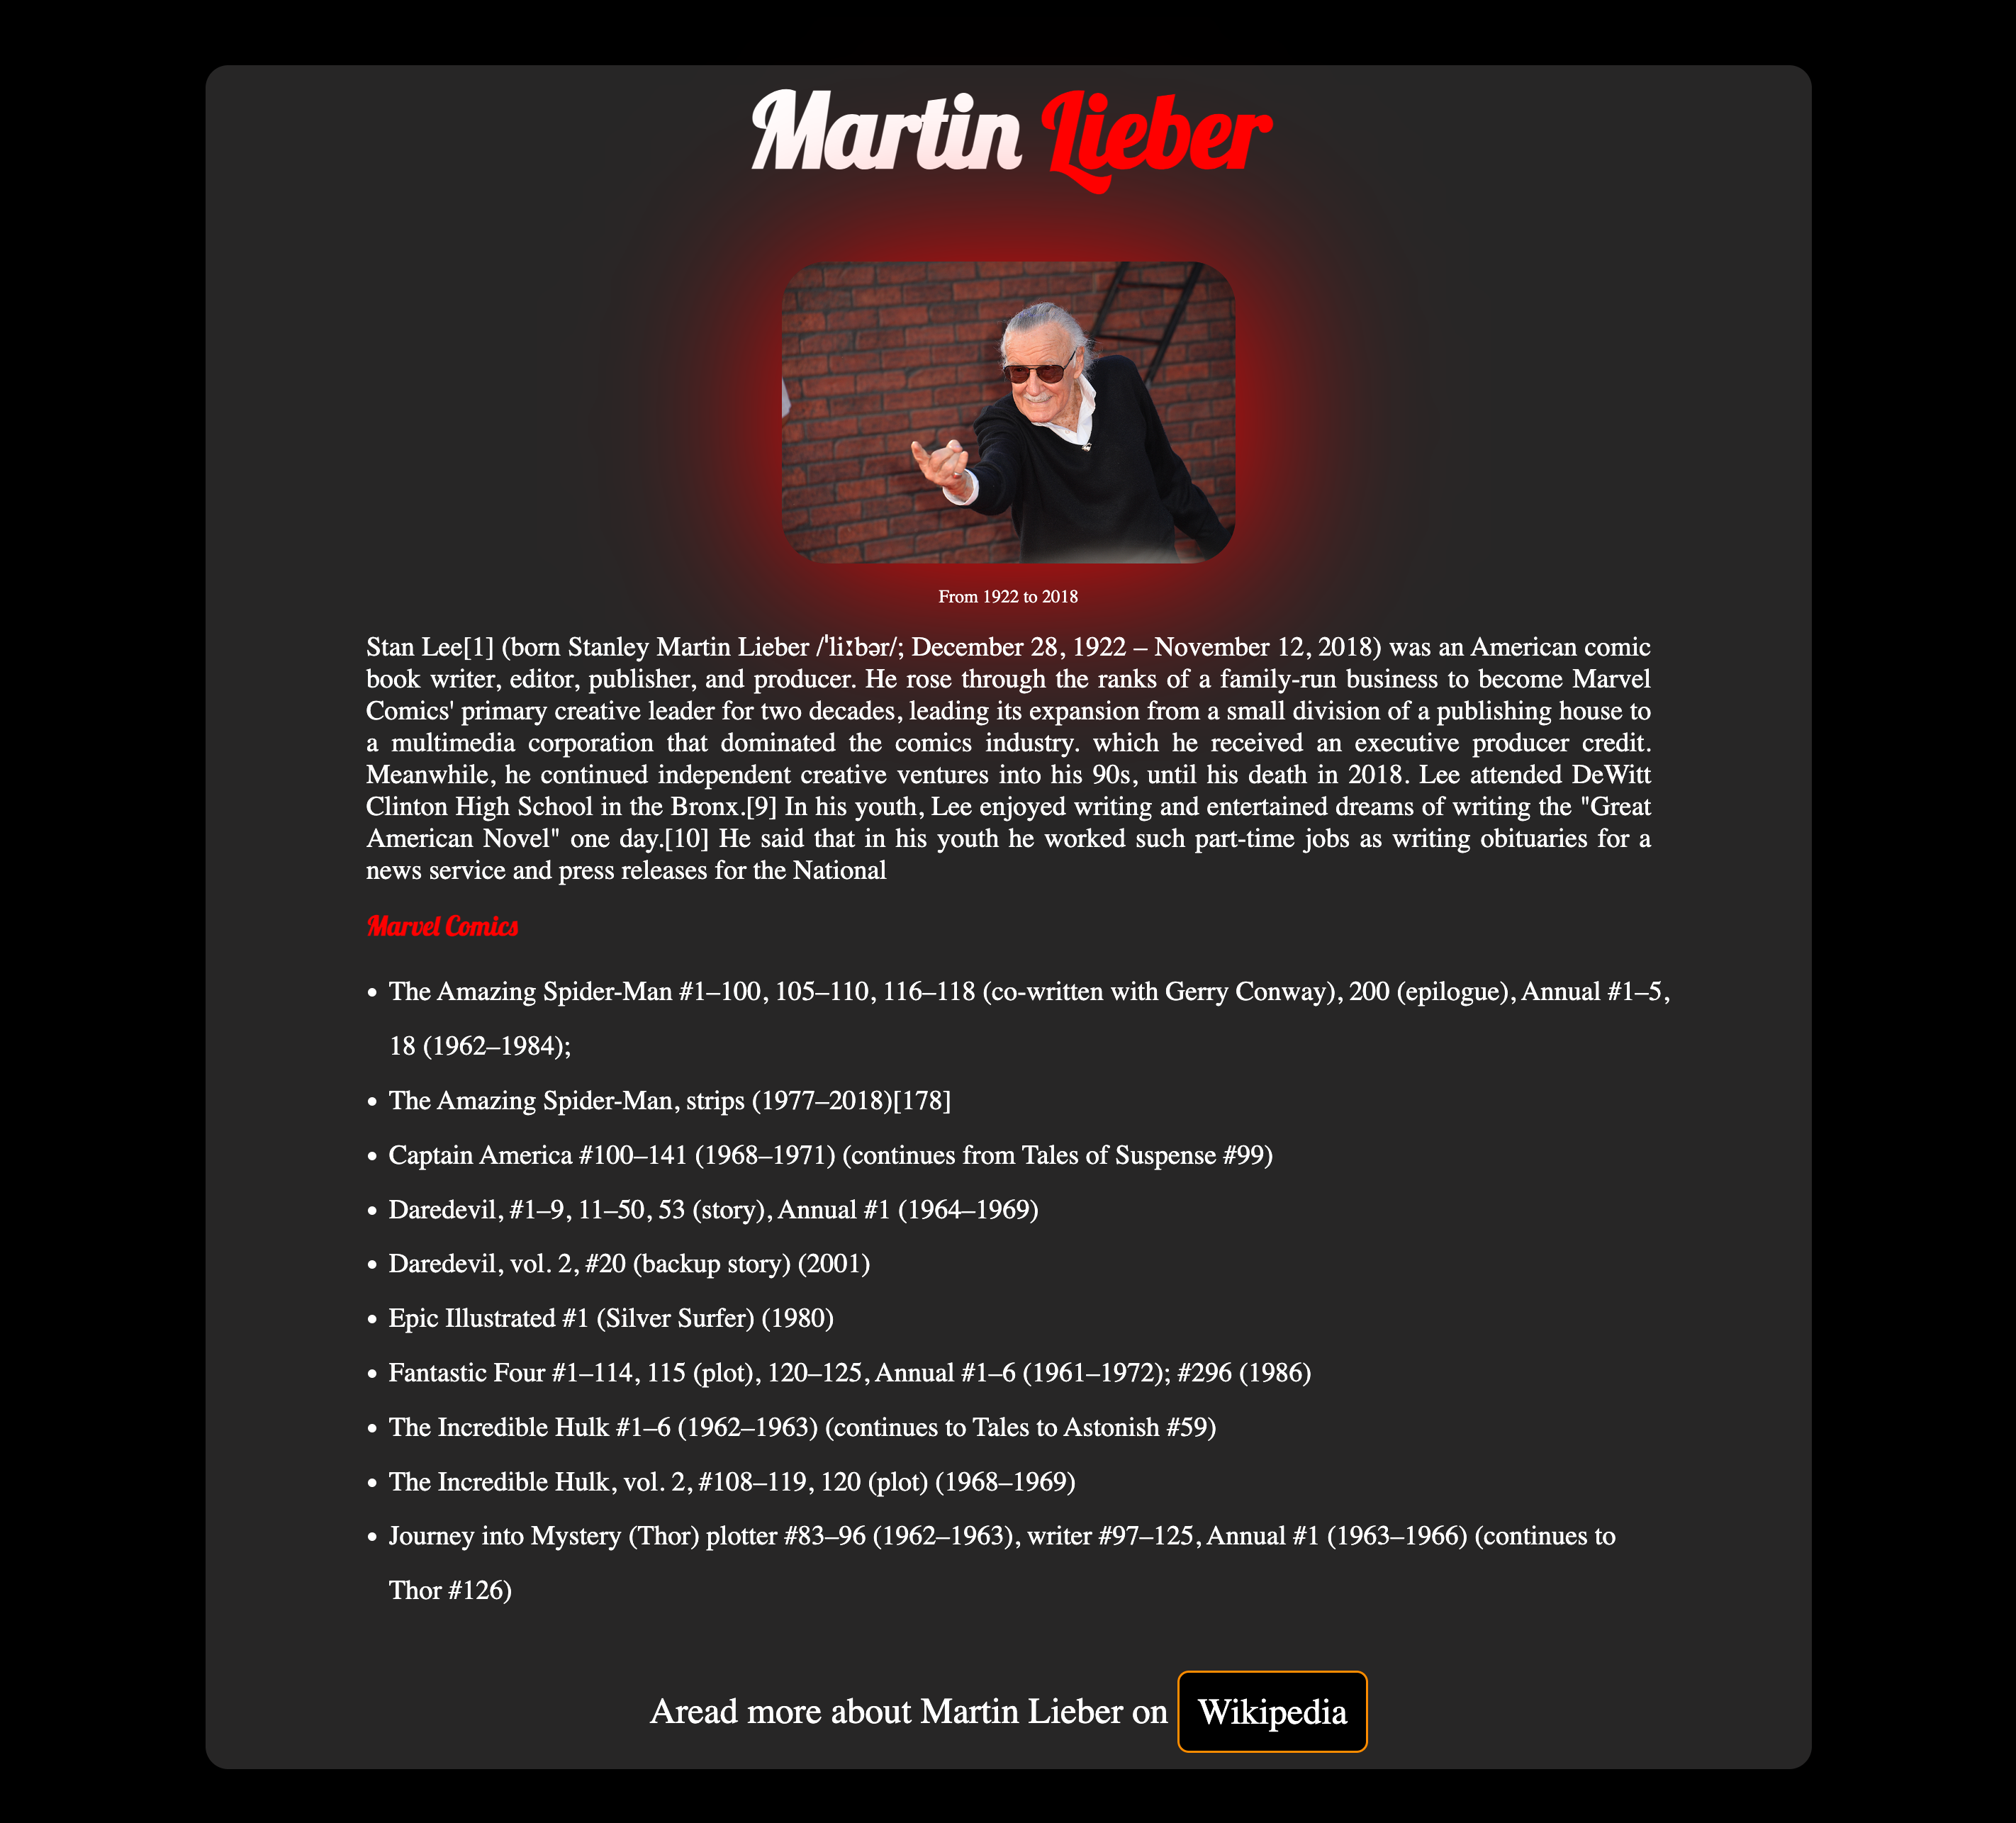 Martin Lieber
From 1922 to 2018
Stan Lee[1] (born Stanley Martin Lieber /ˈliːbər/; December 28, 1922 – November 12, 2018) was an American comic
book writer, editor, publisher, and producer. He rose through the ranks of a family-run business to become Marvel
Comics' primary creative leader for two decades, leading its expansion from a small division of a publishing house to
a multimedia corporation that dominated the comics industry. which he received an executive producer credit.
Meanwhile, he continued independent creative ventures into his 90s, until his death in 2018. Lee attended DeWitt
Clinton High School in the Bronx.[9] In his youth, Lee enjoyed writing and entertained dreams of writing the "Great
American Novel" one day.[10] He said that in his youth he worked such part-time jobs as writing obituaries for a
news service and press releases for the National
Marvel Comics
• The Amazing Spider-Man #1–100, 105–110, 116–118 (co-written with Gerry Conway), 200 (epilogue), Annual #1–5,
18 (1962–1984);
• The Amazing Spider-Man, strips (1977–2018)[178]
• Captain America #100–141 (1968–1971) (continues from Tales of Suspense #99)
• Daredevil, #1–9, 11–50, 53 (story), Annual #1 (1964–1969)
• Daredevil, vol. 2, #20 (backup story) (2001)
• Epic Illustrated #1 (Silver Surfer) (1980)
• Fantastic Four #1–114, 115 (plot), 120–125, Annual #1–6 (1961–1972); #296 (1986)
• The Incredible Hulk #1–6 (1962–1963) (continues to Tales to Astonish #59)
• The Incredible Hulk, vol. 2, #108–119, 120 (plot) (1968–1969)
• Journey into Mystery (Thor) plotter #83–96 (1962–1963), writer #97–125, Annual #1 (1963–1966) (continues to
Thor #126)
Aread more about Martin Lieber on Wikipedia